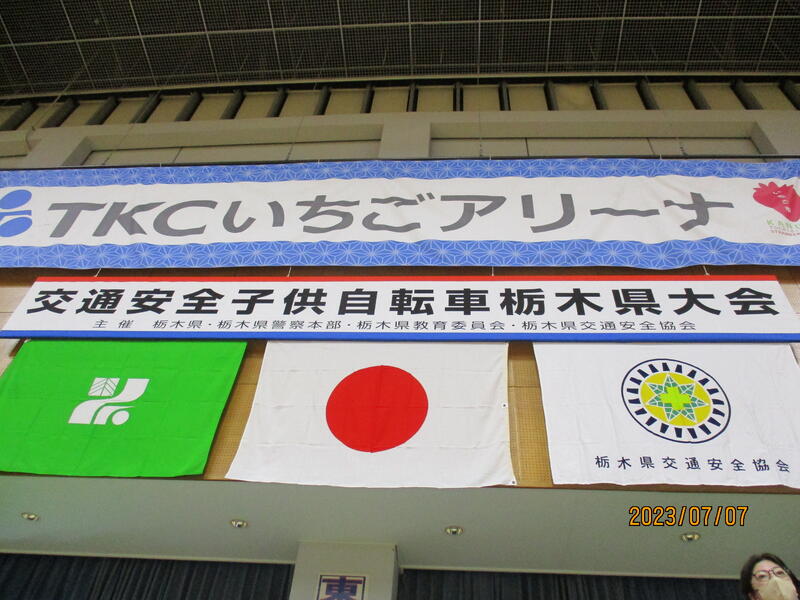 TKCいちごアリーナ
KANU
交通安全子供自転車栃木県大会
主催 栃木県・栃木県警察本部・栃木県教育委員会・栃木県交通安全協会
栃木県交通安全協会
2023/07/07
東